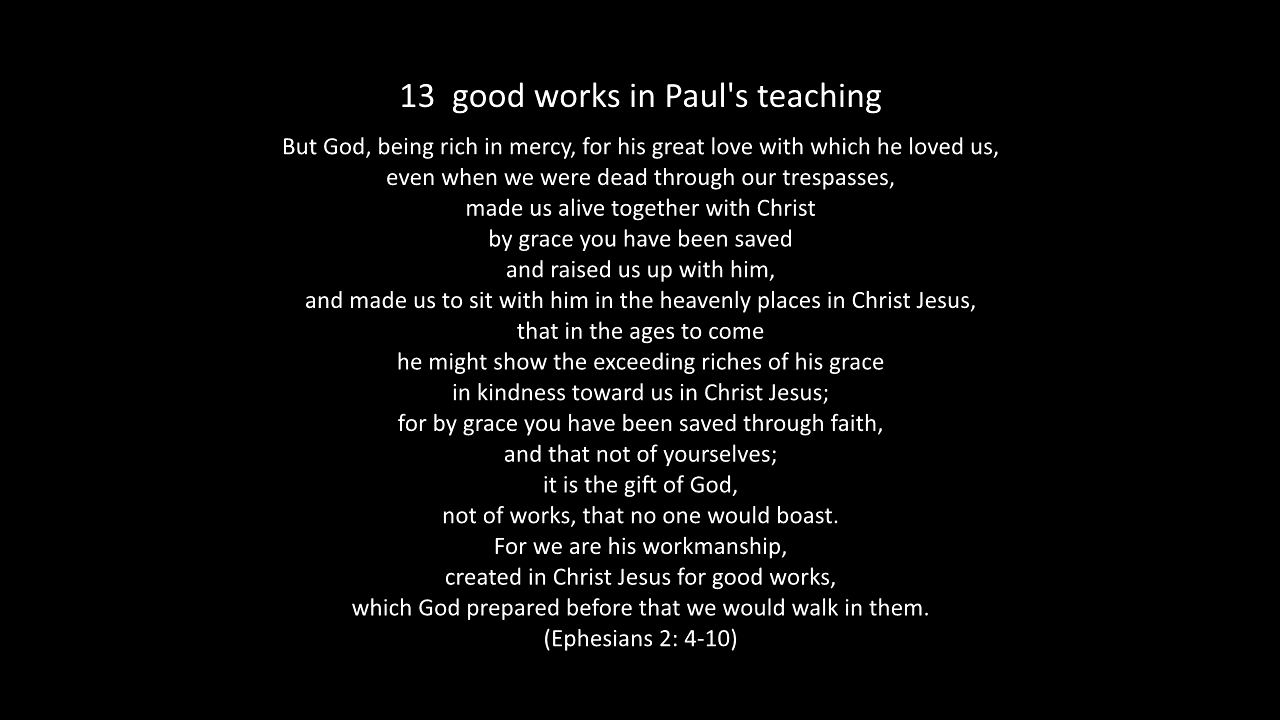 13  good works in Paul's teaching
But God, being rich in mercy, for his great love with which he loved us,
even when we were dead through our trespasses,
made us alive together with Christ
by grace you have been saved
and raised us up with him,
and made us to sit with him in the heavenly places in Christ Jesus,
that in the ages to come
he might show the exceeding riches of his grace
in kindness toward us in Christ Jesus;
for by grace you have been saved through faith,
and that not of yourselves;
it is the gift of God,
not of works, that no one would boast.
For we are his workmanship,
created in Christ Jesus for good works,
which God prepared before that we would walk in them.
(Ephesians 2: 4-10)